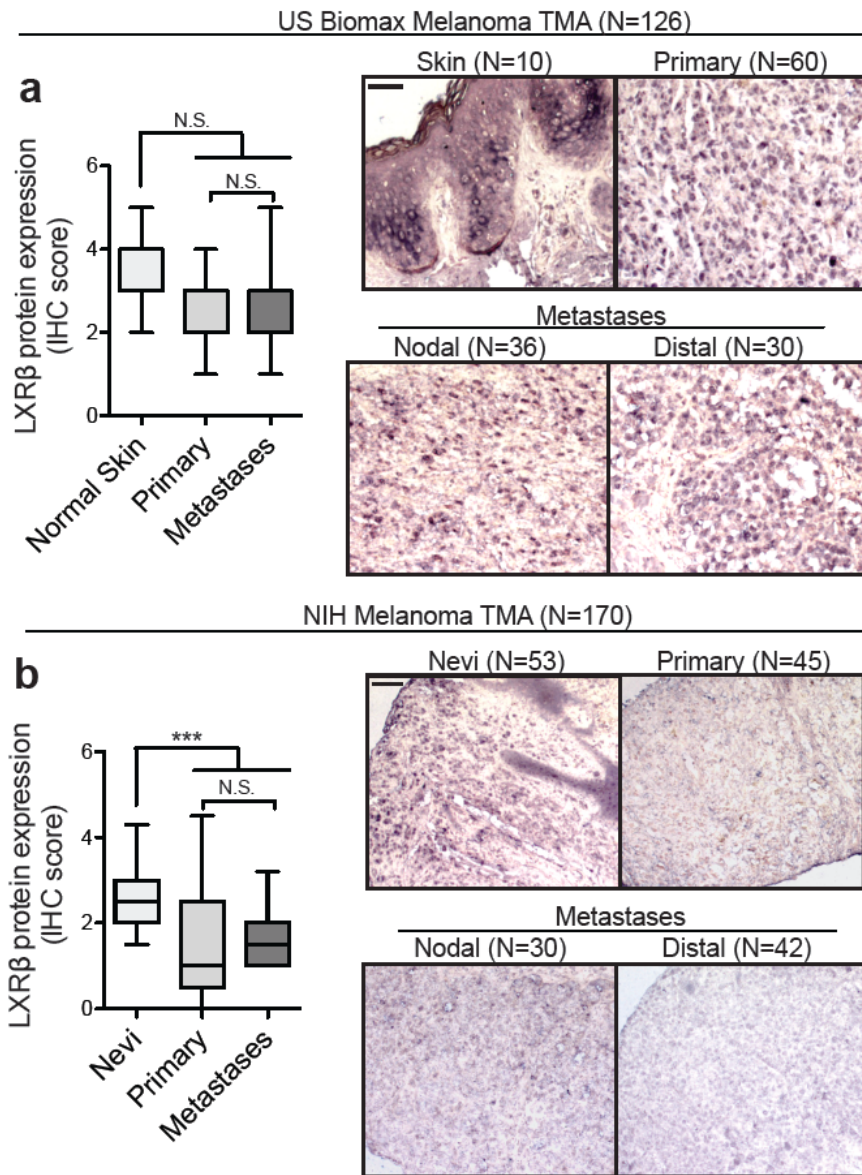 US Biomax Melanoma TMA (N=126)
a
N.S.
N.S.
LXRβ protein expression
(IHC score)
6
4
2
0
Normal Skin
Primary
Metastases
Skin (N=10)
Primary (N=60)
Metastases
Nodal (N=36)
Distal (N=30)
NIH Melanoma TMA (N=170)
b
***
N.S.
LXRβ protein expression
(IHC score)
6
4
2
0
Nevi
Primary
Metastases
Nevi (N=53)
Primary (N=45)
Metastases
Nodal (N=30)
Distal (N=42)